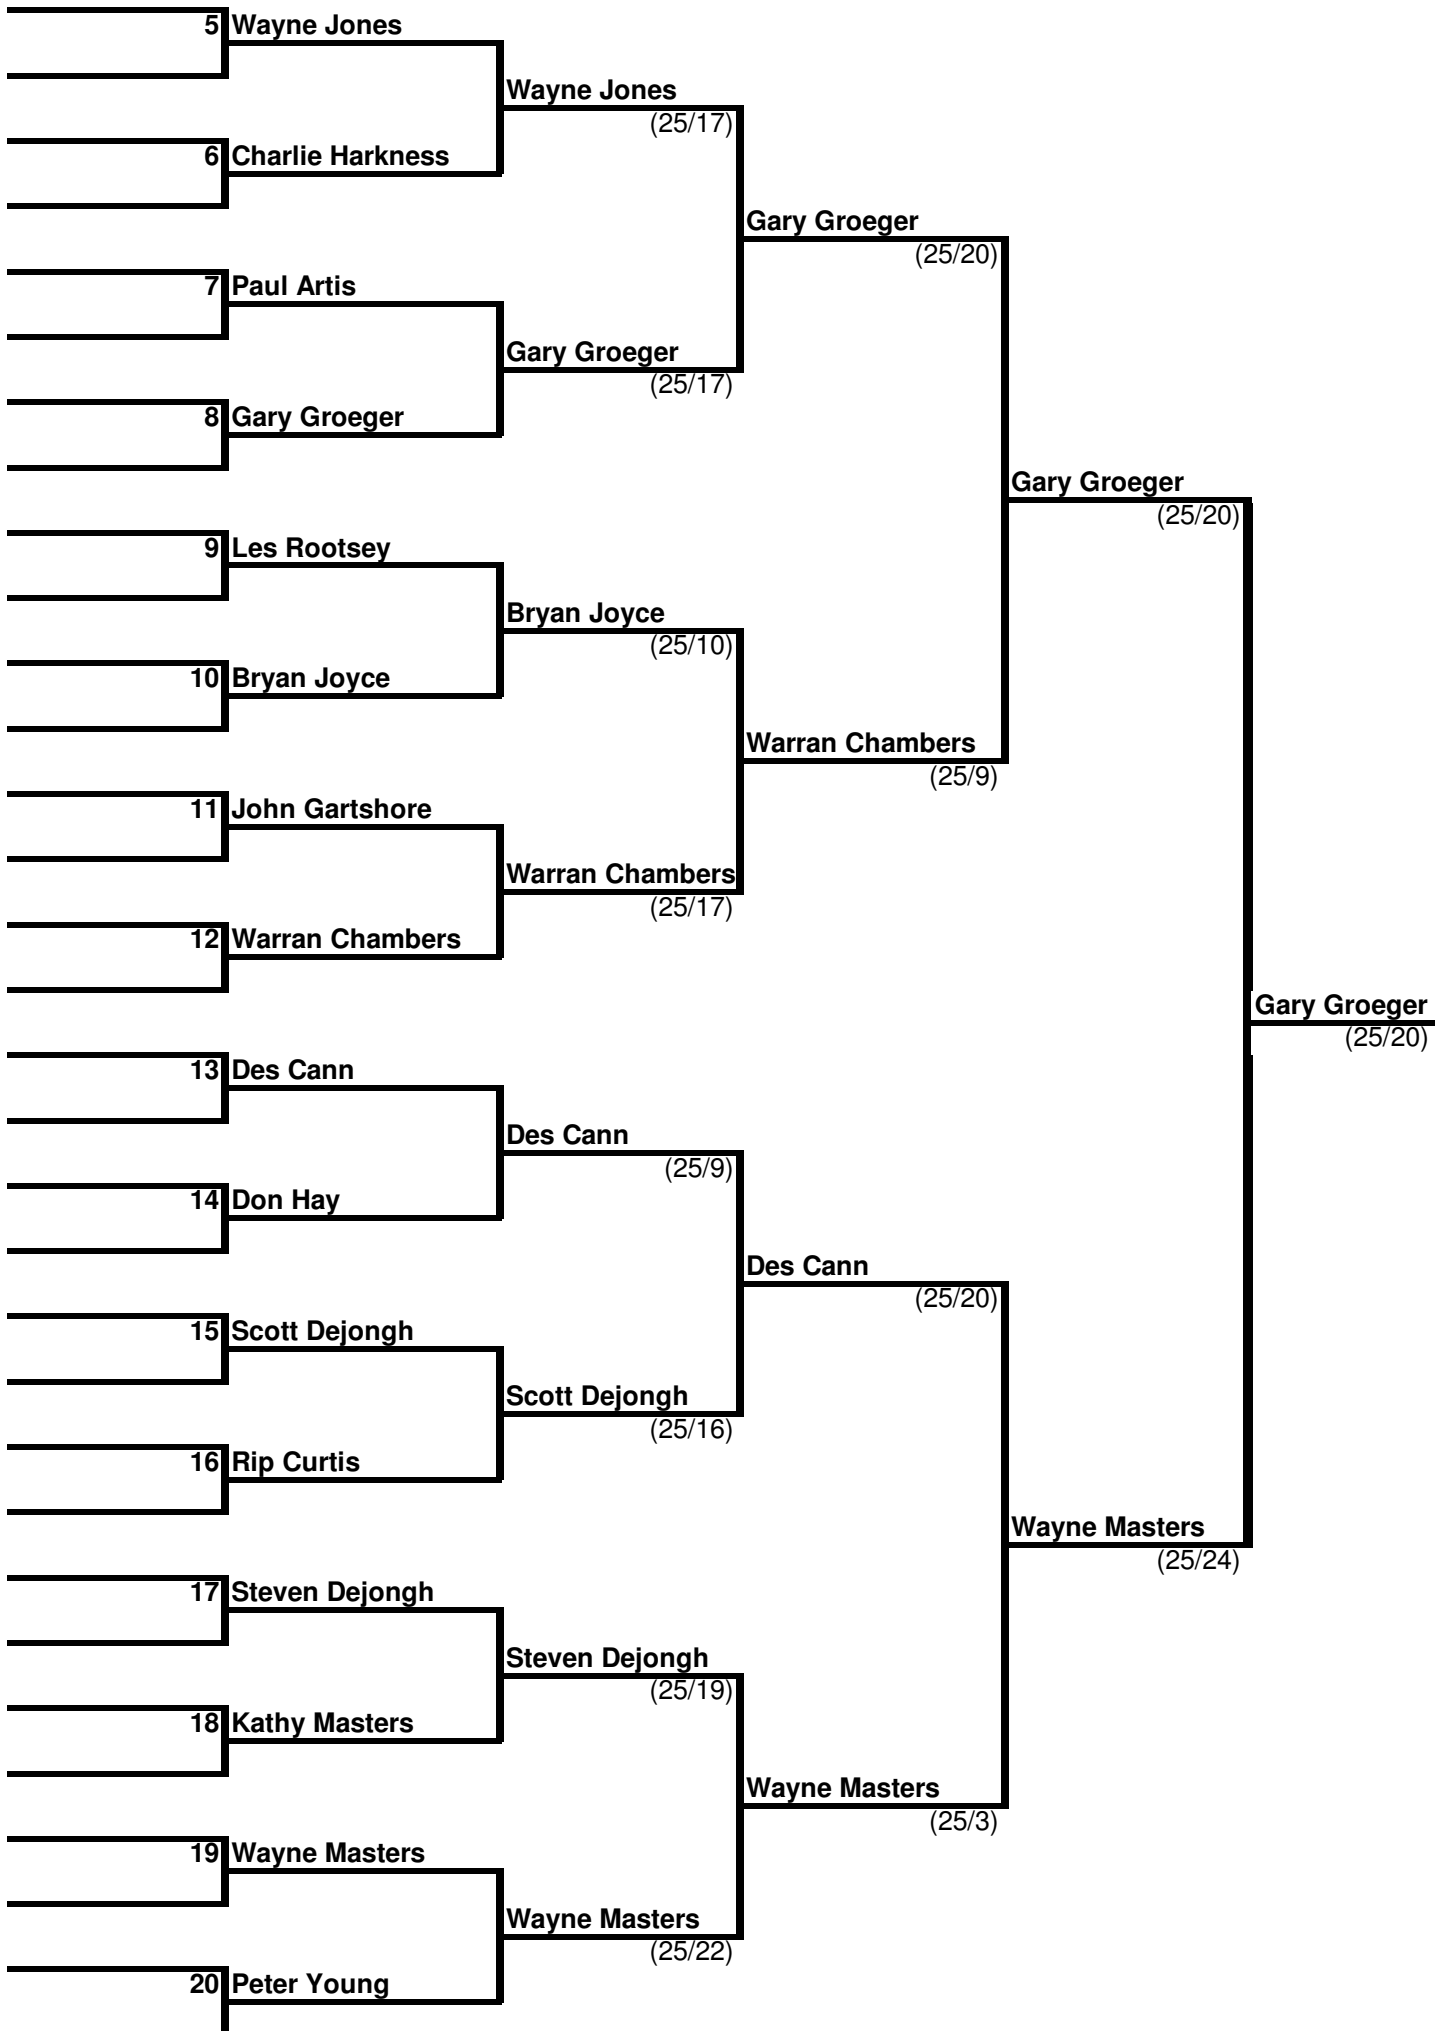 5 Wayne Jones
Wayne Jones
(25/17)
6 Charlie Harkness
Gary Groeger
(25/20)
7 Paul Artis
Gary Groeger
(25/17)
8 Gary Groeger
Gary Groeger
(25/20)
9 Les Rootsey
Bryan Joyce
(25/10)
10 Bryan Joyce
Warran Chambers
(25/9)
11 John Gartshore
Warran Chambers
(25/17)
12 Warran Chambers
Gary Groeger
(25/20)
13 Des Cann
Des Cann
(25/9)
14 Don Hay
Des Cann
(25/20)
15 Scott Dejongh
Scott Dejongh
(25/16)
16 Rip Curtis
Wayne Masters
(25/24)
17 Steven Dejongh
Steven Dejongh
(25/19)
18 Kathy Masters
Wayne Masters
(25/3)
19 Wayne Masters
Wayne Masters
(25/22)
20 Peter Young